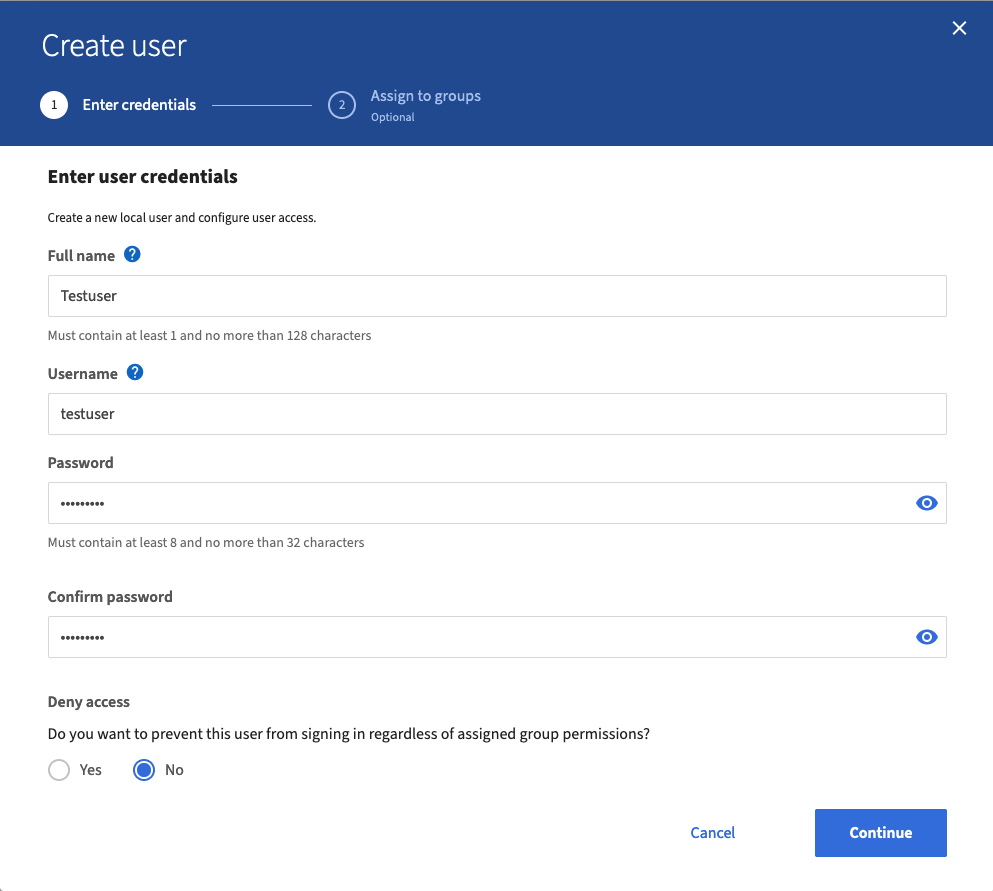 Create user
1 Enter credentials
2 Assign to groups
Optional
Enter user credentials
Create a new local user and configure user access.
Full name ?
Testuser
Must contain at least 1 and no more than 128 characters
Username ?
testuser
Password
•••••••••
Must contain at least 8 and no more than 32 characters
Confirm password
•••••••••
Deny access
Do you want to prevent this user from signing in regardless of assigned group permissions?
Yes No
Cancel Continue